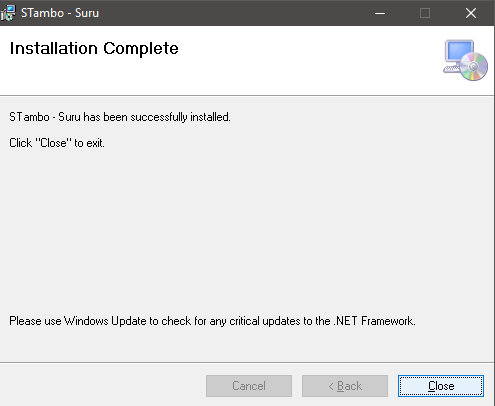 STambo - Suru
Installation Complete
STambo - Suru has been successfully installed.
Click "Close" to exit.
Please use Windows Update to check for any critical updates to the .NET Framework.
Cancel
< Back
Close